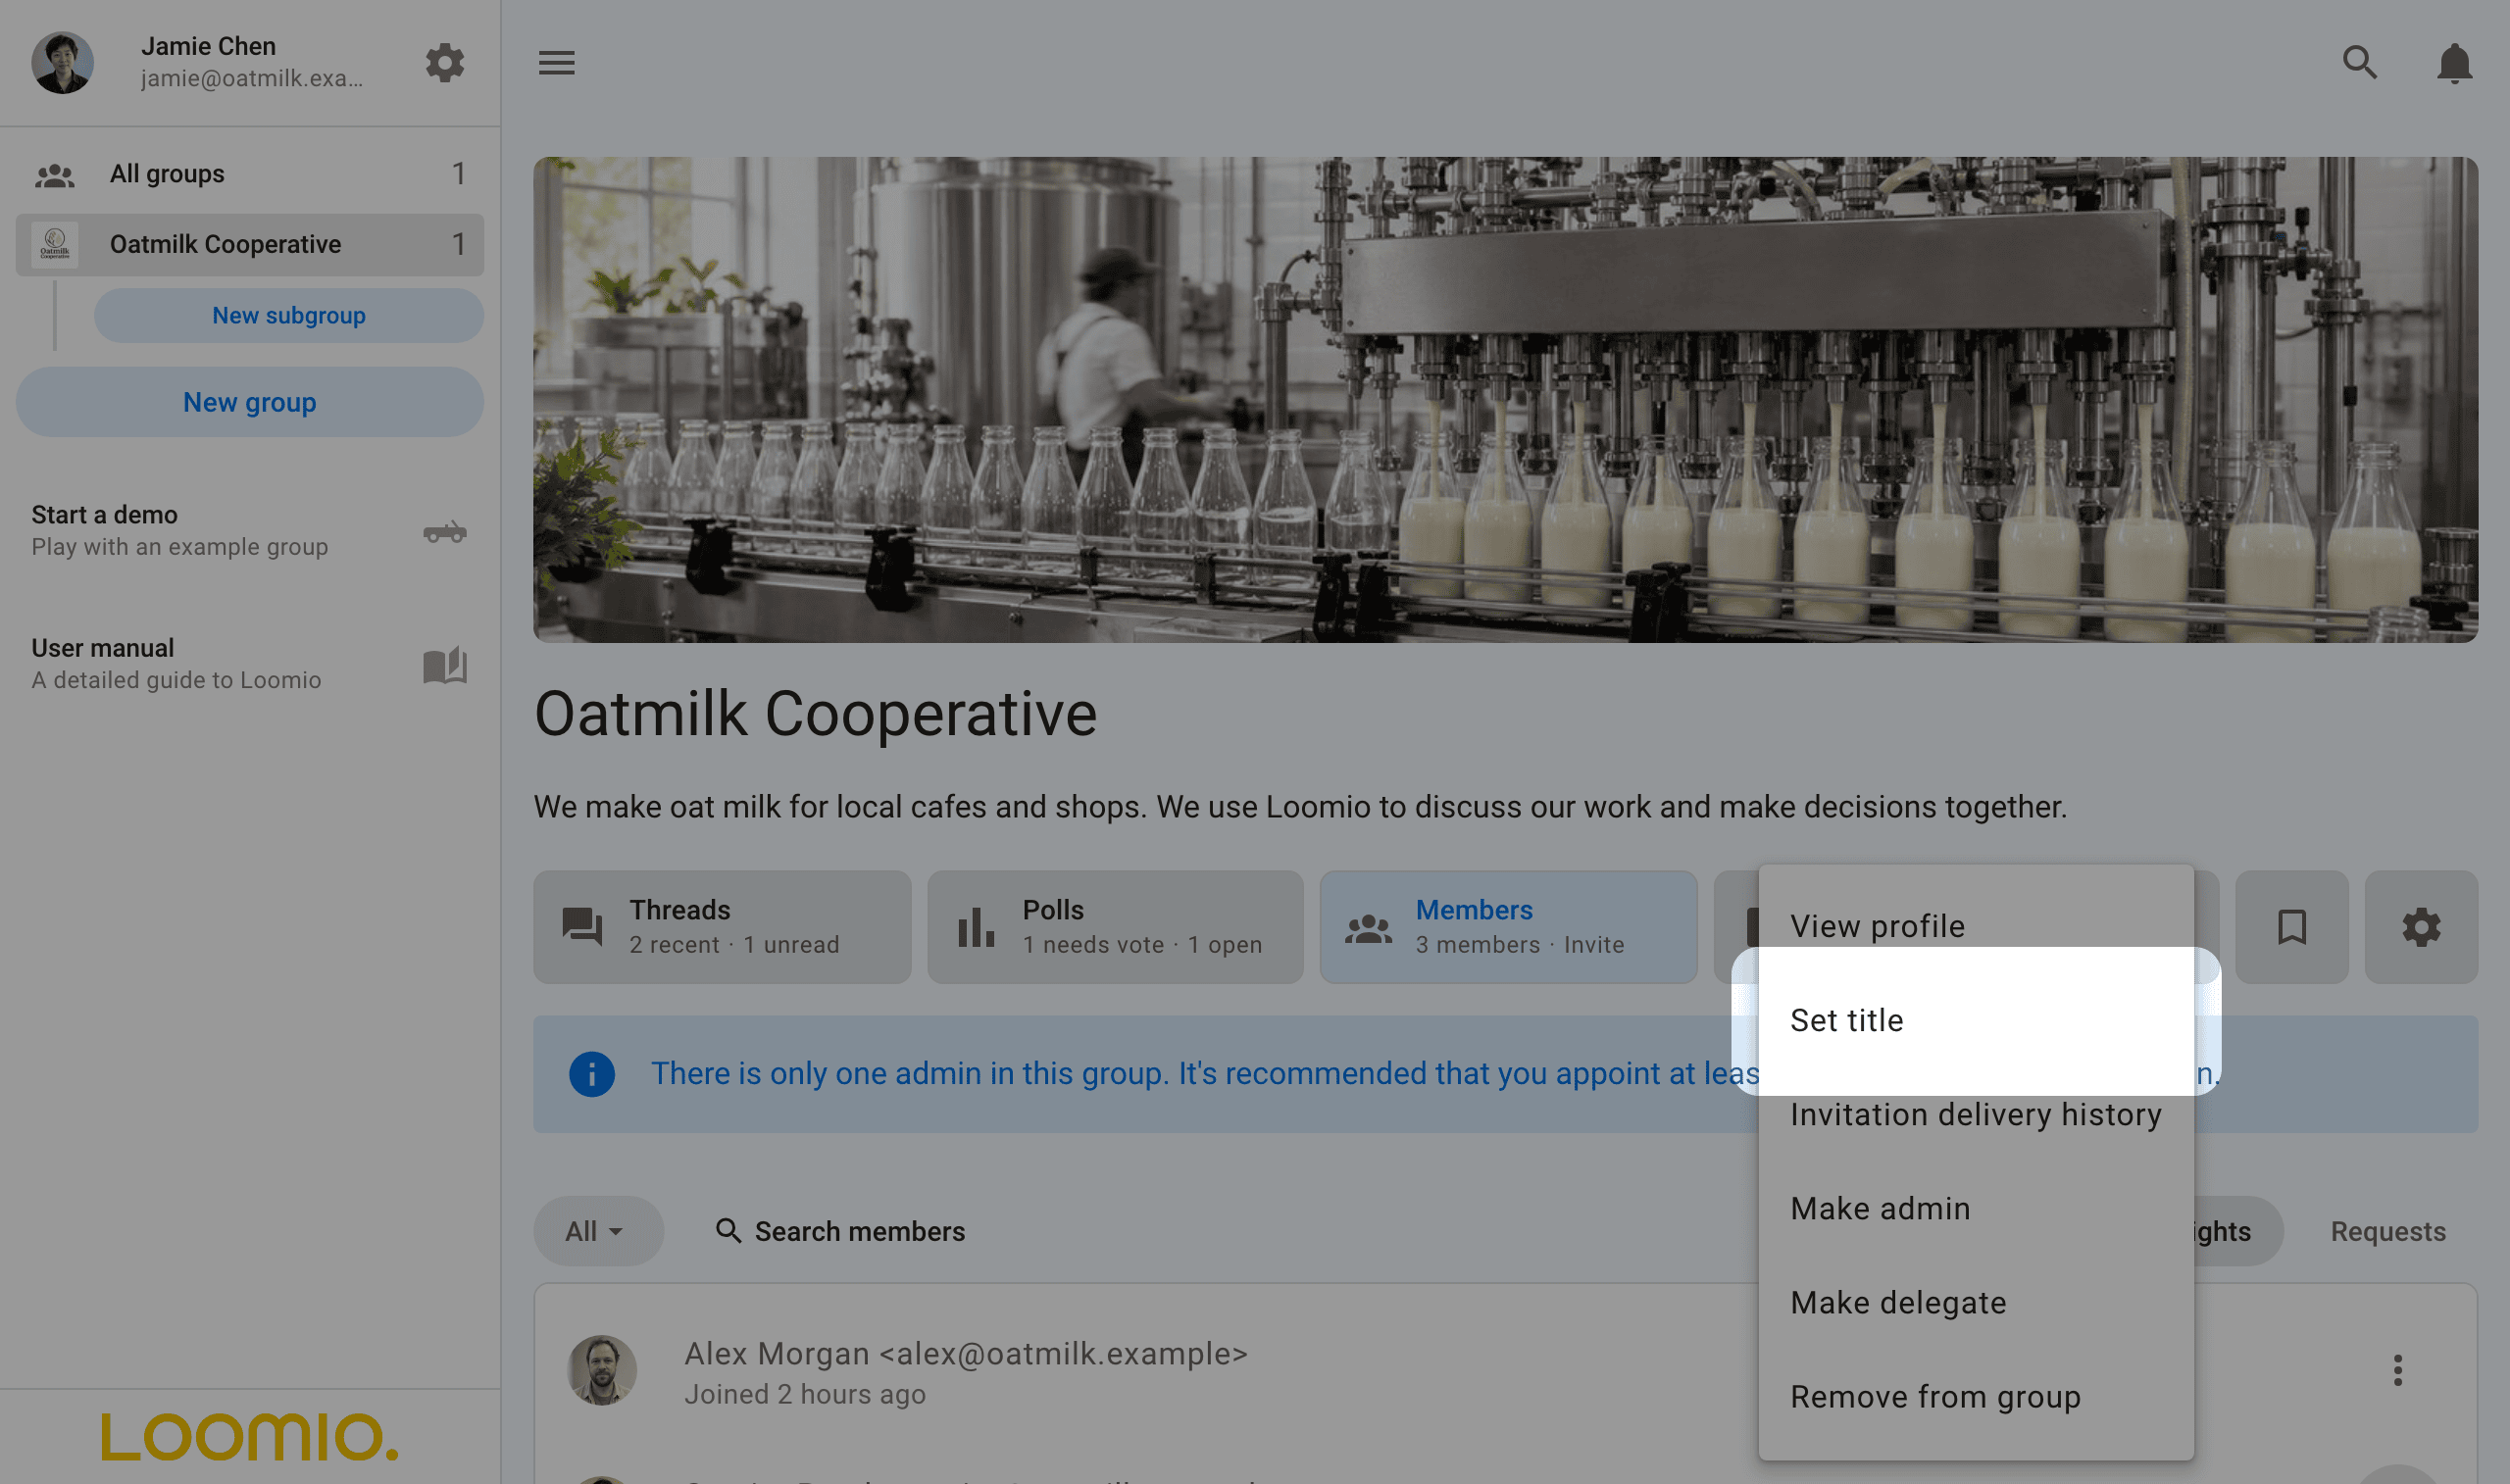 Jamie Chen
jamie@oatmilk.exa...
All groups 1
Oatmilk Cooperative 1
New subgroup
New group
Start a demo
Play with an example group
User manual
A detailed guide to Loomio
LOOMIO.
Oatmilk Cooperative
We make oat milk for local cafes and shops. We use Loomio to discuss our work and make decisions together.
Threads
2 recent · 1 unread
Polls
1 needs vote · 1 open
Members
3 members · Invite
There is only one admin in this group. It's recommended that you appoint at
View profile
Set title
Invitation delivery history
Make admin
Make delegate
Remove from group
All
Search members
Requests
Alex Morgan <alex@oatmilk.example>
Joined 2 hours ago